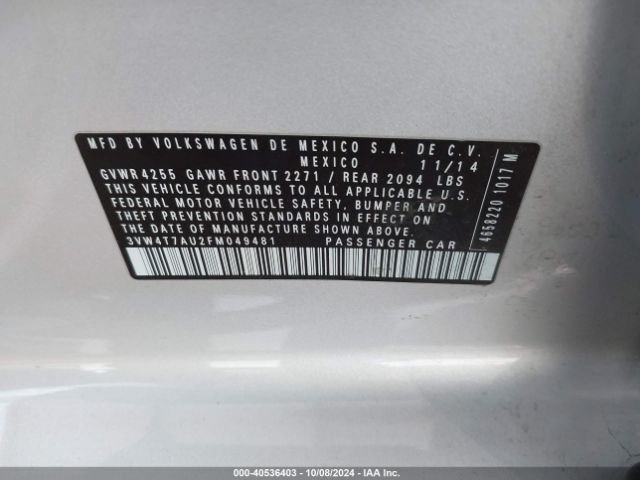 MFD BY VOLKSWAGEN DE MEXICO S.A. DE C.V.
MEXICO 11/14
GVWR 4255 GAWR FRONT 2271 / REAR 2094 LBS
THIS VEHICLE CONFORMS TO ALL APPLICABLE U.S.
FEDERAL MOTOR VEHICLE SAFETY, BUMPER AND
THEFT PREVENTION STANDARDS IN EFFECT ON
THE DATE OF MANUFACTURE SHOWN ABOVE.
3VW4T7AU2FM049481 PASSENGER CAR
4658220 1017 M
000-40536403 - 10/08/2024 - IAA Inc.